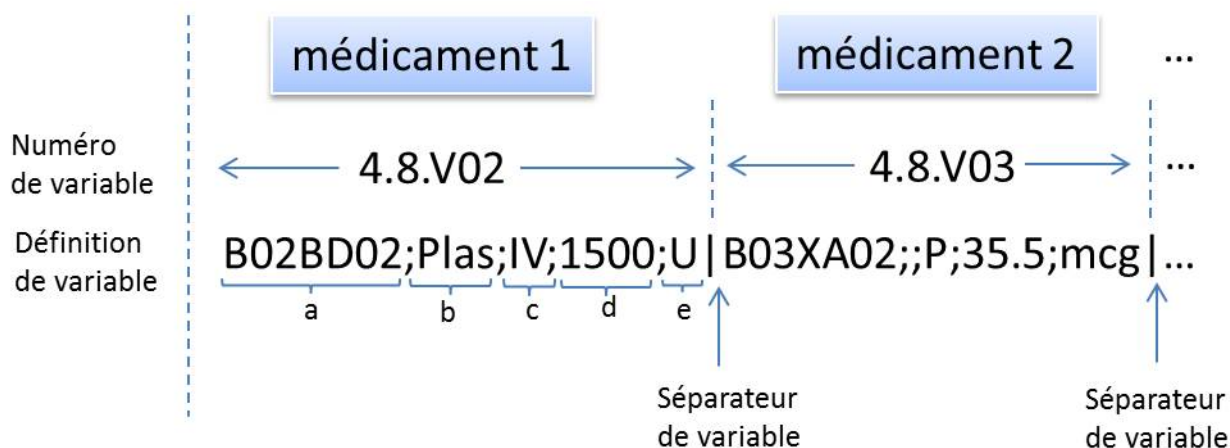 médicament 1 médicament 2 ...
Numéro
de variable
4.8.V02 4.8.V03 ...
Définition
de variable
B02BD02;Plas;IV;1500;U|B03XA02;;P;35.5;mcg|...
a b c d e
Séparateur
de variable
Séparateur
de variable